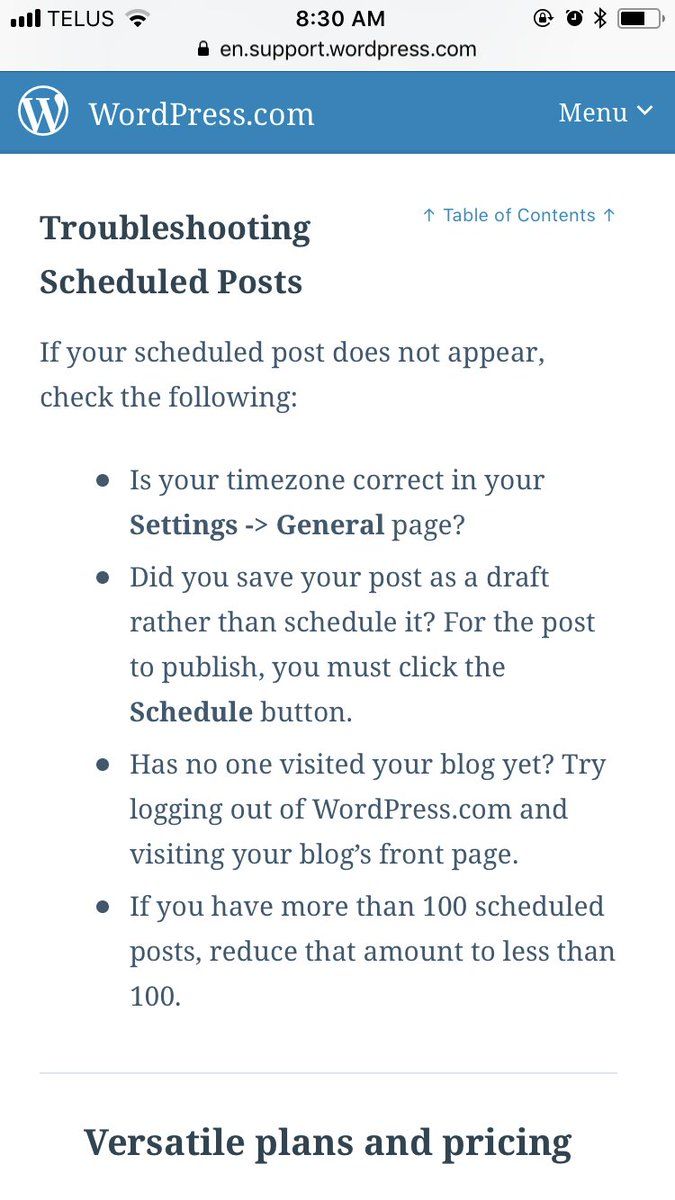 TELUS 8:30 AM
en.support.wordpress.com
WordPress.com Menu
Troubleshooting
Scheduled Posts
↑ Table of Contents ↑
If your scheduled post does not appear,
check the following:
• Is your timezone correct in your
Settings -> General page?
• Did you save your post as a draft
rather than schedule it? For the post
to publish, you must click the
Schedule button.
• Has no one visited your blog yet? Try
logging out of WordPress.com and
visiting your blog’s front page.
• If you have more than 100 scheduled
posts, reduce that amount to less than
100.
Versatile plans and pricing